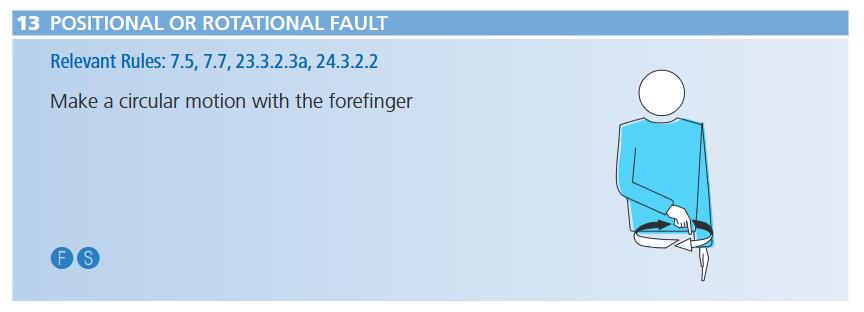 13 POSITIONAL OR ROTATIONAL FAULT
Relevant Rules: 7.5, 7.7, 23.3.2.3a, 24.3.2.2
Make a circular motion with the forefinger
F S